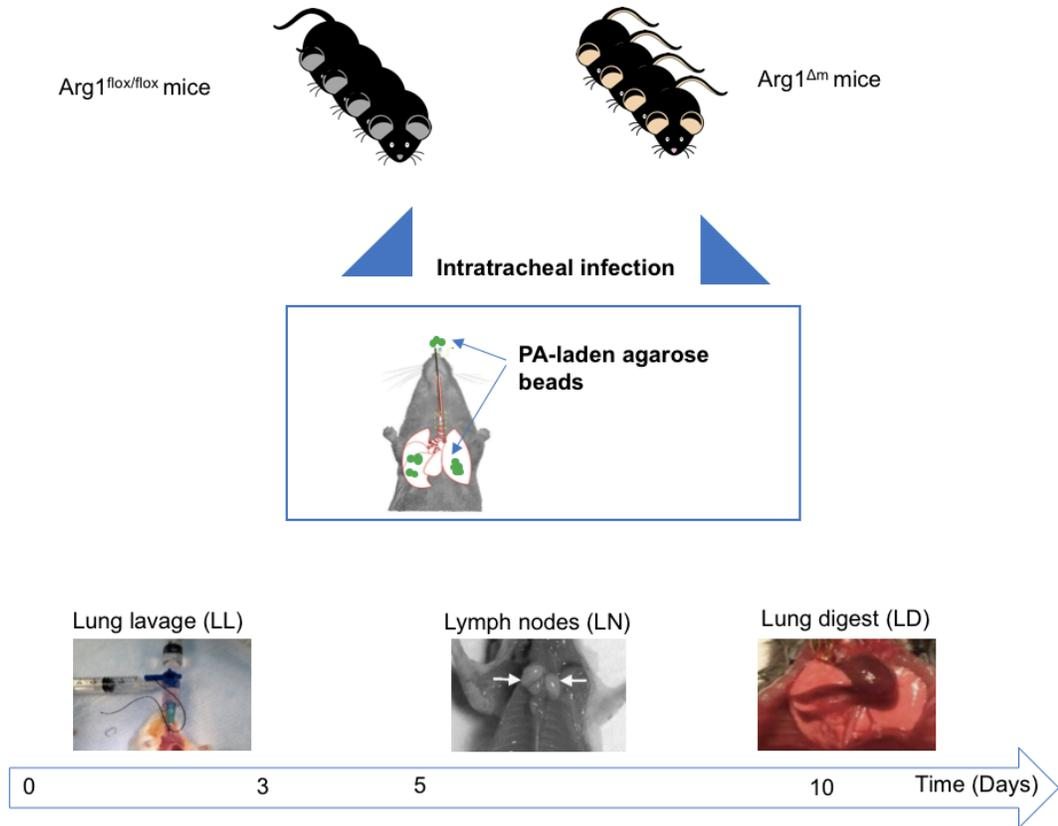 Arg1flox/flox mice
Arg1Δm mice
Intratracheal infection
PA-laden agarose
beads
Lung lavage (LL)
Lymph nodes (LN)
Lung digest (LD)
0 3 5 10 Time (Days)